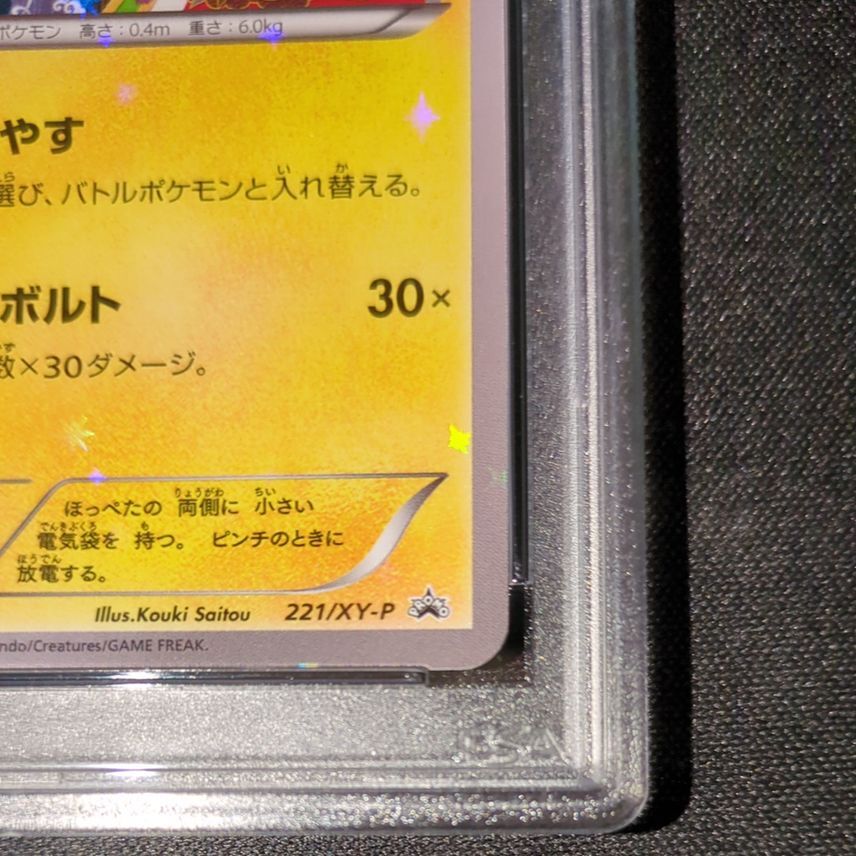 ポケモン 高さ：0.4m 重さ：6.0kg
やす
選び、バトルポケモンと入れ替える。
ボルト 30×
数×30ダメージ。
ほっぺたの 両側に 小さい
電気袋を 持つ。 ピンチのときに
放電する。
Illus.Kouki Saitou 221/XY-P
ndo/Creatures/GAME FREAK.
PSA